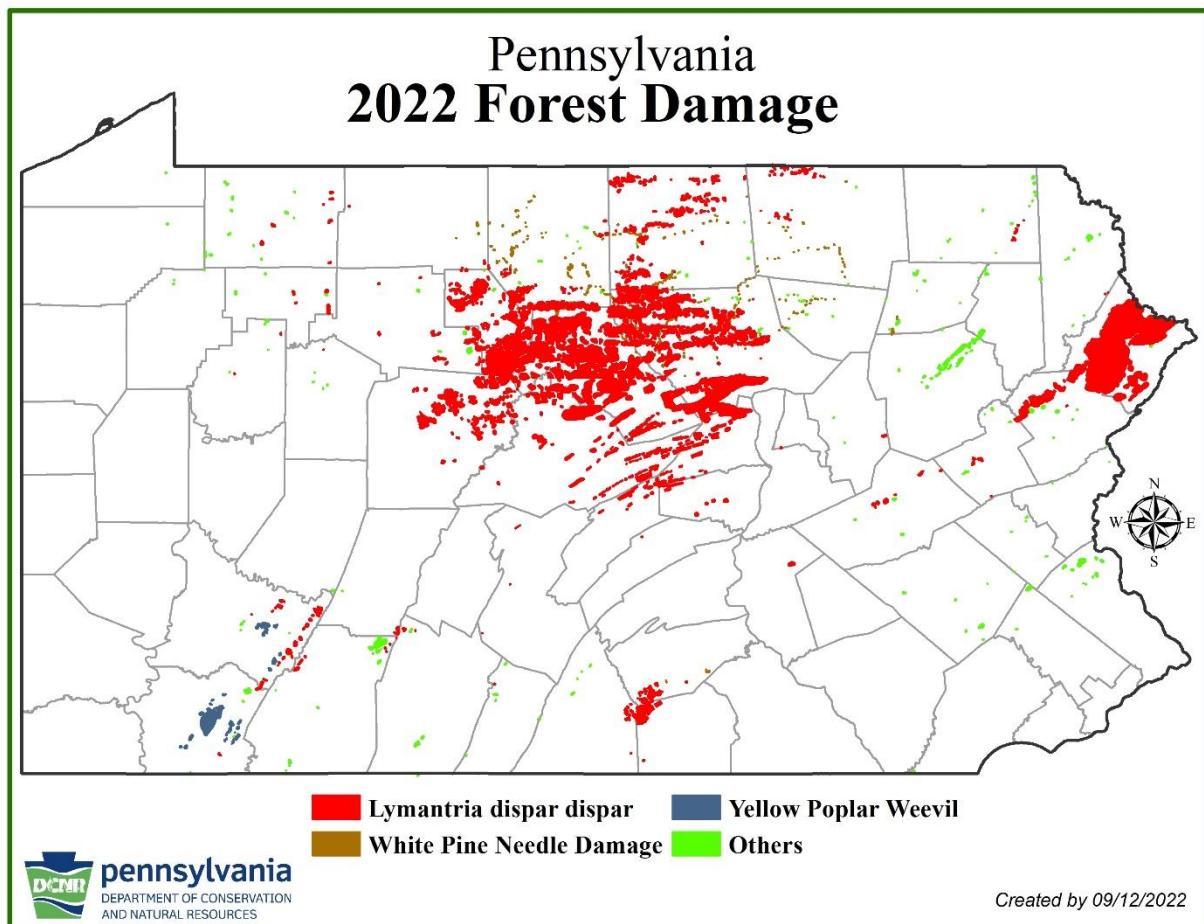 Pennsylvania
2022 Forest Damage
N
W E
S
Lymantria dispar dispar
Yellow Poplar Weevil
White Pine Needle Damage
Others
DCNR
pennsylvania
DEPARTMENT OF CONSERVATION
AND NATURAL RESOURCES
Created by 09/12/2022